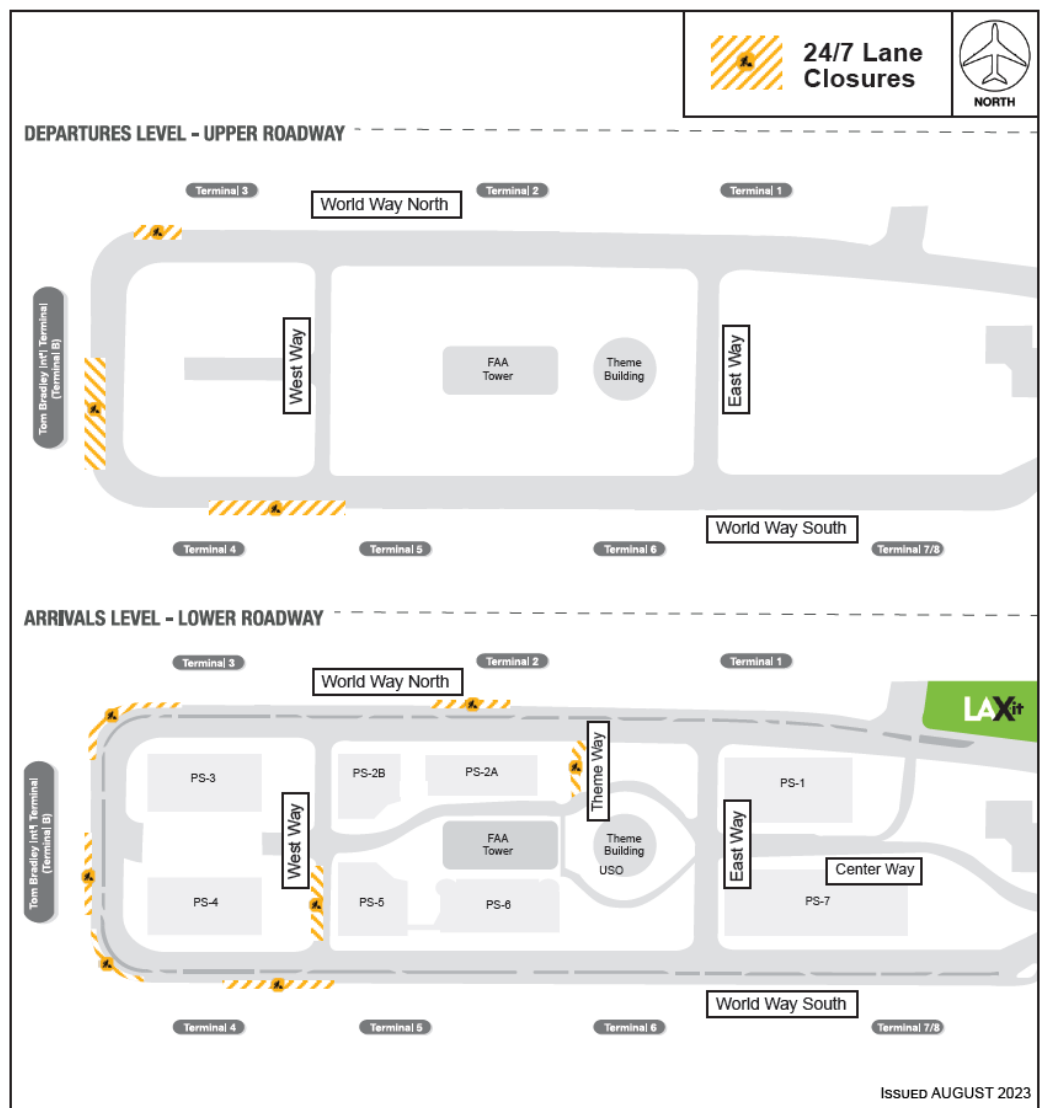 24/7 Lane
Closures
NORTH
DEPARTURES LEVEL - UPPER ROADWAY
Terminal 3
Terminal 2
Terminal 1
World Way North
Tom Bradley Int'l Terminal
(Terminal B)
West Way
FAA
Tower
Theme
Building
East Way
World Way South
Terminal 4
Terminal 5
Terminal 6
Terminal 7/8
ARRIVALS LEVEL - LOWER ROADWAY
Terminal 3
Terminal 2
Terminal 1
World Way North
LAXit
PS-3
PS-2B
PS-2A
Theme Way
PS-1
Tom Bradley Int'l Terminal
(Terminal B)
West Way
FAA
Tower
Theme
Building
USO
East Way
Center Way
PS-4
PS-5
PS-6
PS-7
World Way South
Terminal 4
Terminal 5
Terminal 6
Terminal 7/8
ISSUED AUGUST 2023